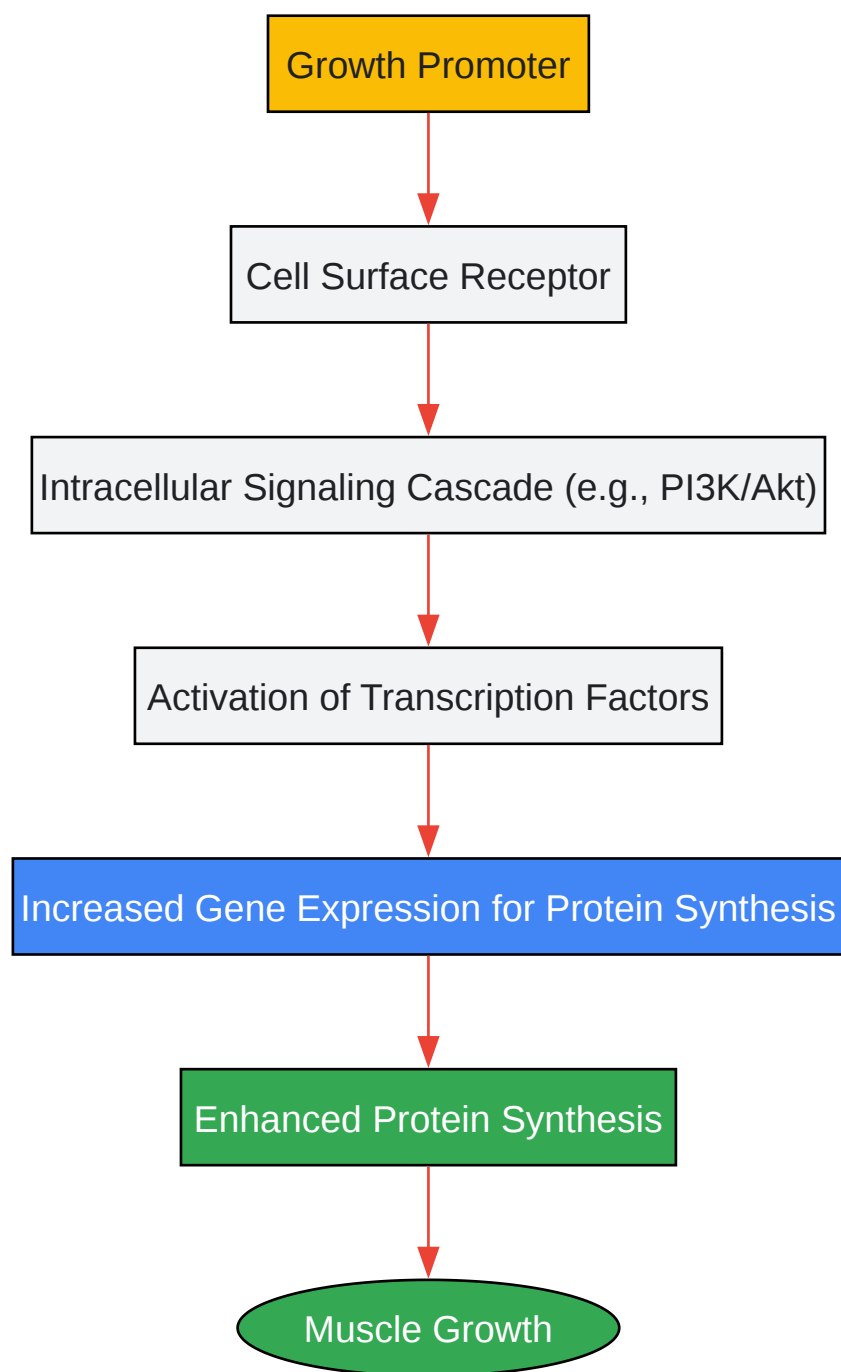 Growth Promoter
Cell Surface Receptor
Intracellular Signaling Cascade (e.g., PI3K/Akt)
Activation of Transcription Factors
Increased Gene Expression for Protein Synthesis
Enhanced Protein Synthesis
Muscle Growth